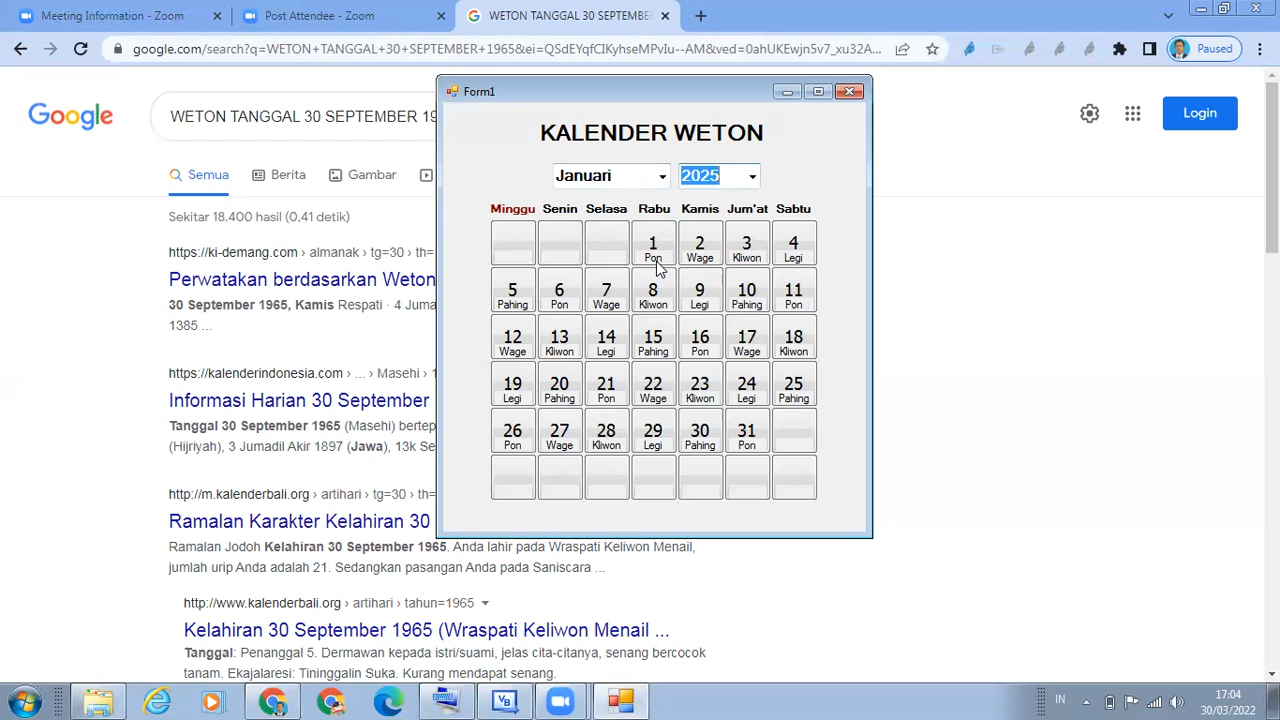 Meeting Information - Zoom
Post Attendee - Zoom
WETON TANGGAL 30 SEPTEMBER
google.com/search?q=WETON+TANGGAL+30+SEPTEMBER+1965&ei=QSdEYqfCIKyhseMPvIu--AM&ved=0ahUKEwjn5v7_xu32A...
Paused
Form1
Google
WETON TANGGAL 30 SEPTEMBER 19
Login
KALENDER WETON
Januari 2025
Semua
Berita
Gambar
Sekitar 18.400 hasil (0,41 detik)
Minggu Senin Selasa Rabu Kamis Jum'at Sabtu
1 2 3 4
Pon Wage Kliwon Legi
5 6 7 8 9 10 11
Pahing Pon Wage Kliwon Legi Pahing Pon
12 13 14 15 16 17 18
Wage Kliwon Legi Pahing Pon Wage Kliwon
19 20 21 22 23 24 25
Legi Pahing Pon Wage Kliwon Legi Pahing
26 27 28 29 30 31
Pon Wage Kliwon Legi Pahing Pon
https://ki-demang.com › almanak › tg=30 › th=
Perwatakan berdasarkan Weton
30 September 1965, Kamis Respati · 4 Juma
1385 ...
https://kalenderindonesia.com › ... › Masehi › 1
Informasi Harian 30 September
Tanggal 30 September 1965 (Masehi) bertep
(Hijriyah), 3 Jumadil Akir 1897 (Jawa), 13k Se
http://m.kalenderbali.org › artihari › tg=30 › th=
Ramalan Karakter Kelahiran 30
Ramalan Jodoh Kelahiran 30 September 1965. Anda lahir pada Wraspati Keliwon Menail,
jumlah urip Anda adalah 21. Sedangkan pasangan Anda pada Saniscara ...
http://www.kalenderbali.org › artihari › tahun=1965
Kelahiran 30 September 1965 (Wraspati Keliwon Menail ...
Tanggal: Penanggal 5. Dermawan kepada istri/suami, jelas cita-citanya, senang bercocok
tanam. Ekajalaresi: Tininggalin Suka. Kurang mendapat senang.
IN
17:04
30/03/2022